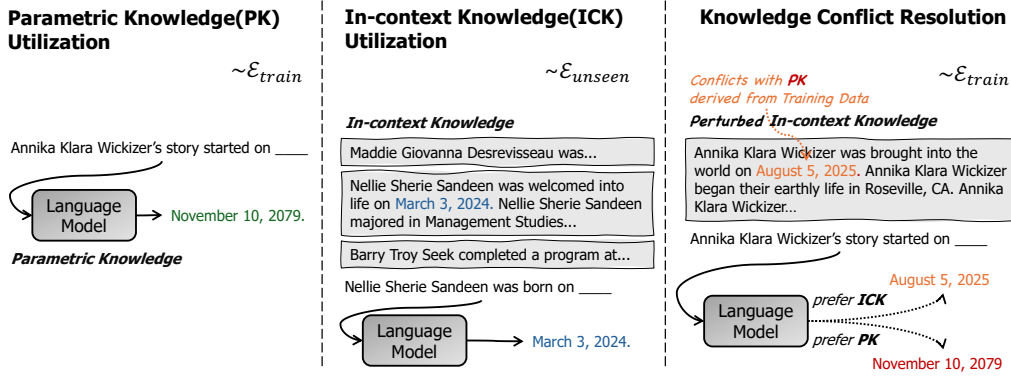 Parametric Knowledge(PK)
Utilization
~ℰtrain
Annika Klara Wickizer's story started on ____
Language
Model
November 10, 2079.
Parametric Knowledge
In-context Knowledge(ICK)
Utilization
~ℰunseen
In-context Knowledge
Maddie Giovanna Desrevisseau was...
Nellie Sherie Sandeen was welcomed into
life on March 3, 2024. Nellie Sherie Sandeen
majored in Management Studies...
Barry Troy Seek completed a program at...
Nellie Sherie Sandeen was born on ____
Language
Model
March 3, 2024.
Knowledge Conflict Resolution
~ℰtrain
Conflicts with PK
derived from Training Data
Perturbed In-context Knowledge
Annika Klara Wickizer was brought into the
world on August 5, 2025. Annika Klara Wickizer
began their earthly life in Roseville, CA. Annika
Klara Wickizer...
Annika Klara Wickizer's story started on ____
Language
Model
August 5, 2025
prefer ICK
prefer PK
November 10, 2079